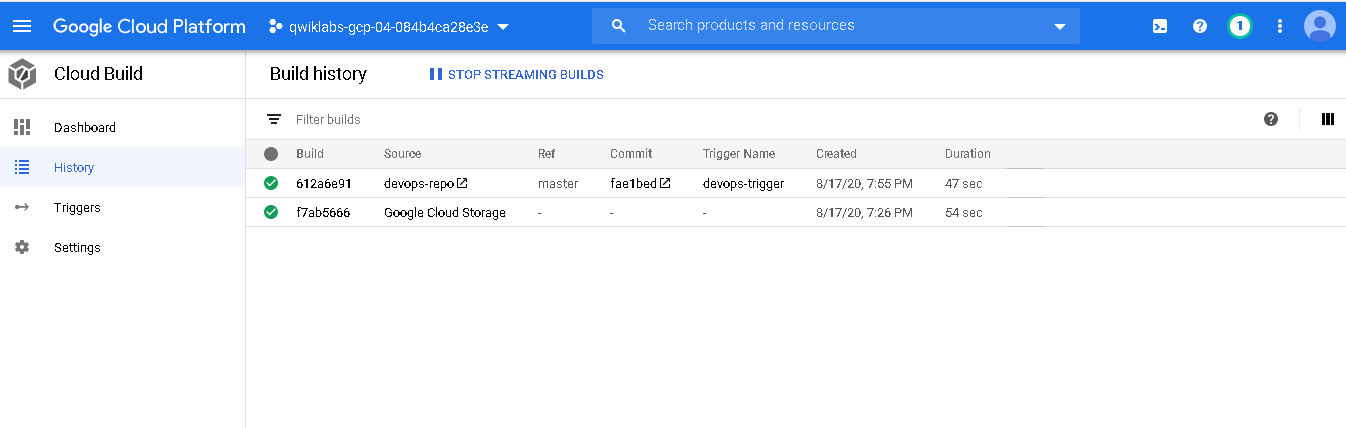 Google Cloud Platform qwiklabs-gcp-04-084b4ca28e3e Search products and resources 1
Cloud Build Build history STOP STREAMING BUILDS
Dashboard
History
Triggers
Settings
Filter builds
Build Source Ref Commit Trigger Name Created Duration
612a6e91 devops-repo master fae1bed devops-trigger 8/17/20, 7:55 PM 47 sec
f7ab5666 Google Cloud Storage - - - 8/17/20, 7:26 PM 54 sec